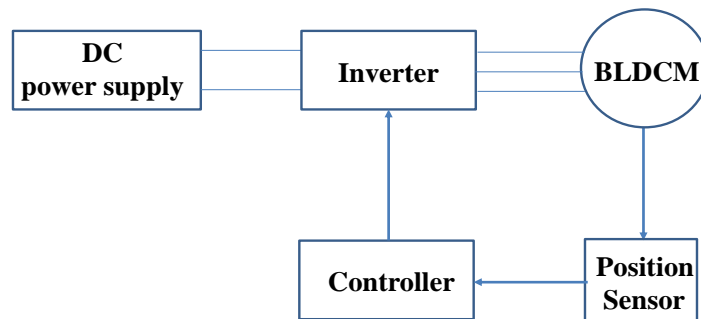 DC
power supply
Inverter
BLDCM
Controller
Position
Sensor